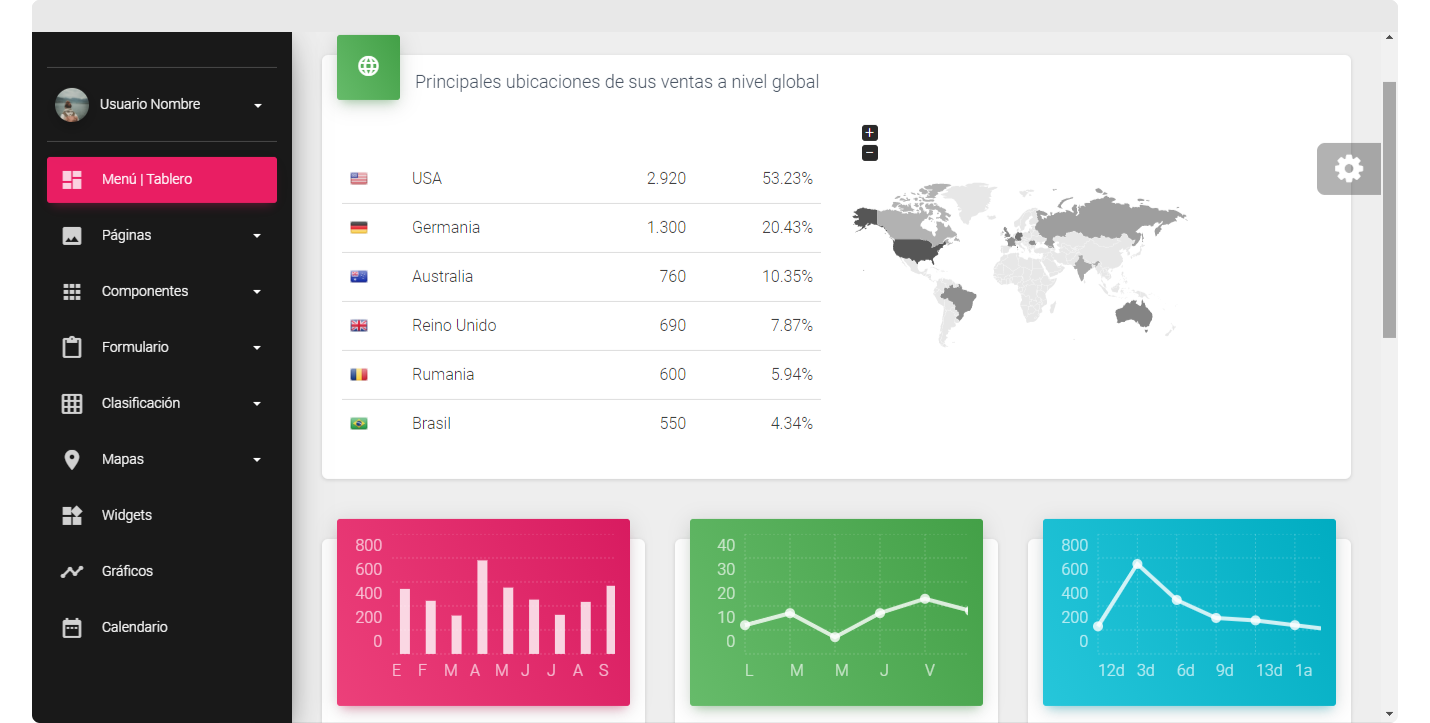 Usuario Nombre
Menú | Tablero
Páginas
Componentes
Formulario
Clasificación
Mapas
Widgets
Gráficos
Calendario
Principales ubicaciones de sus ventas a nivel global
+
−
USA 2.920 53.23%
Germania 1.300 20.43%
Australia 760 10.35%
Reino Unido 690 7.87%
Rumania 600 5.94%
Brasil 550 4.34%
800
600
400
200
0
E F M A M J J A S
40
30
20
10
0
L M M J V
800
600
400
200
0
12d 3d 6d 9d 13d 1a